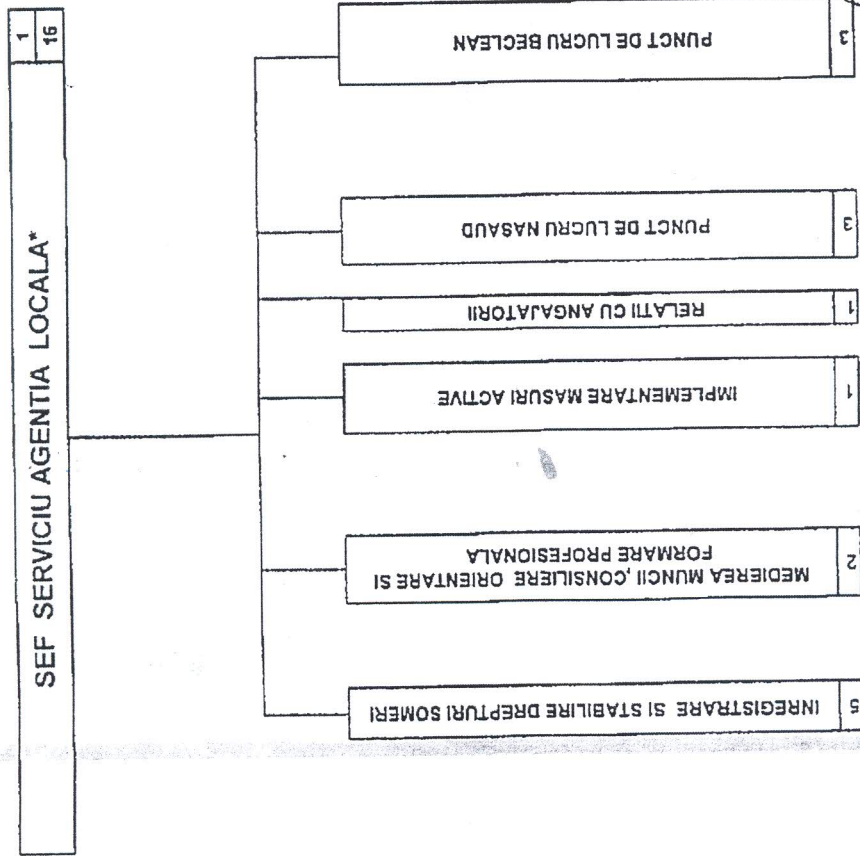 SEF SERVICIU AGENTIA LOCALA*
1
16
INREGISTRARE SI STABILIRE DREPTURI SOMERI
5
MEDIEREA MUNCII, CONSILIERE ORIENTARE SI
FORMARE PROFESIONALA
2
IMPLEMENTARE MASURI ACTIVE
1
RELATII CU ANGAJATORII
1
PUNCT DE LUCRU NASAUD
3
PUNCT DE LUCRU BECLEAN
3